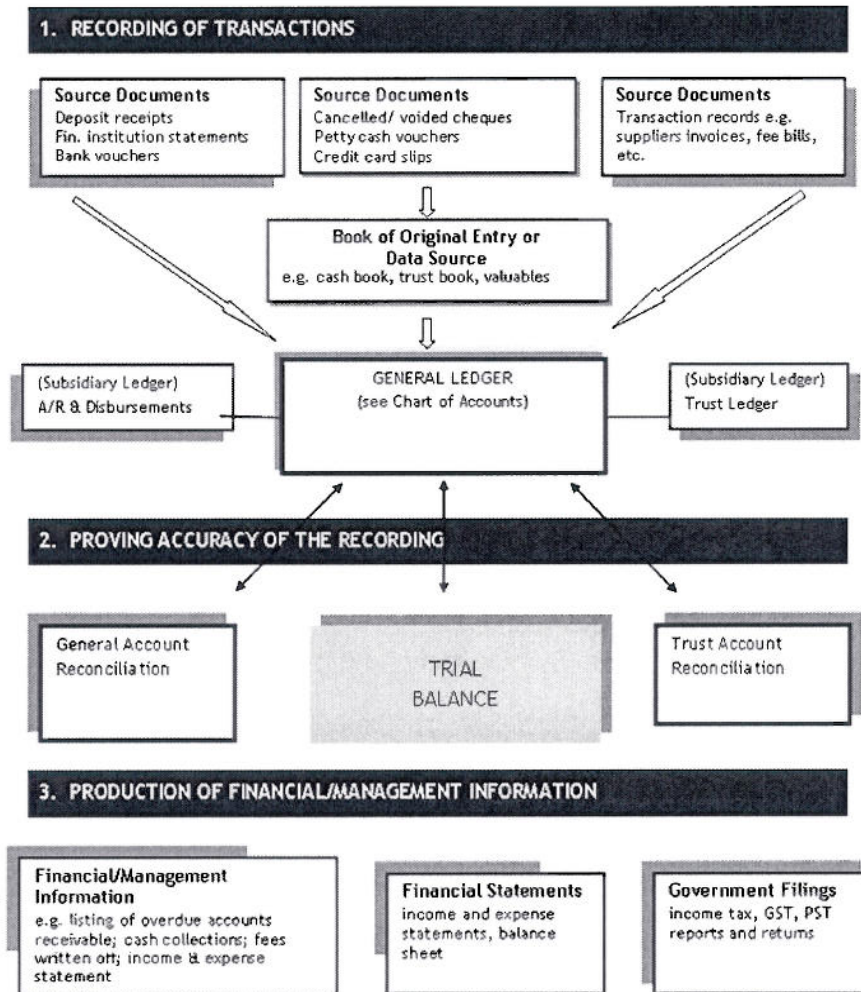 1. RECORDING OF TRANSACTIONS
Source Documents
Deposit receipts
Fin. institution statements
Bank vouchers
Source Documents
Cancelled/ voided cheques
Petty cash vouchers
Credit card slips
Source Documents
Transaction records e.g.
suppliers invoices, fee bills,
etc.
Book of Original Entry or
Data Source
e.g. cash book, trust book, valuables
(Subsidiary Ledger)
A/R & Disbursements
GENERAL LEDGER
(see Chart of Accounts)
(Subsidiary Ledger)
Trust Ledger
2. PROVING ACCURACY OF THE RECORDING
General Account
Reconciliation
TRIAL
BALANCE
Trust Account
Reconciliation
3. PRODUCTION OF FINANCIAL/MANAGEMENT INFORMATION
Financial/Management
Information
e.g. listing of overdue accounts
receivable; cash collections; fees
written off; income & expense
statement
Financial Statements
income and expense
statements, balance
sheet
Government Filings
income tax, GST, PST
reports and returns